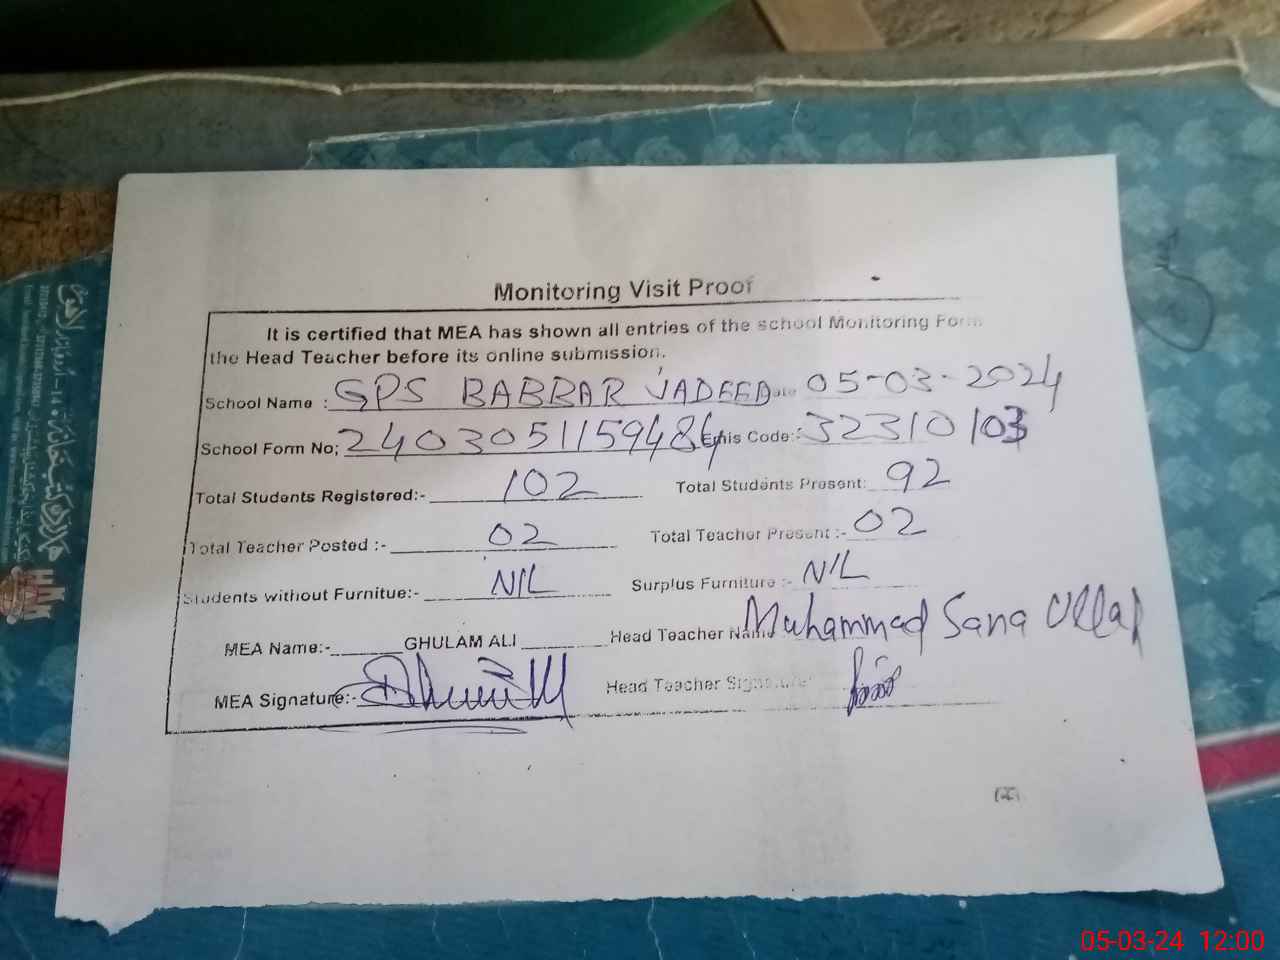 Monitoring Visit Proof
It is certified that MEA has shown all entries of the school Monitoring Form
the Head Teacher before its online submission.
School Name : GPS BABBAR JADEED Date 05-03-2024
School Form No; 2403051159484 Emis Code:- 32310103
Total Students Registered:- 102 Total Students Present: 92
Total Teacher Posted :- 02 Total Teacher Present :- 02
Students without Furnitue:- NIL Surplus Furniture :- NIL
MEA Name:- GHULAM ALI Head Teacher Name Muhammad Sana Ullah
MEA Signature:- Head Teacher Signature
05-03-24 12:00